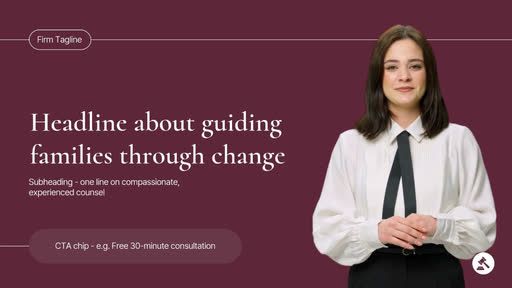 Firm Tagline
Headline about guiding
families through change
Subheading - one line on compassionate,
experienced counsel
CTA chip - e.g. Free 30-minute consultation